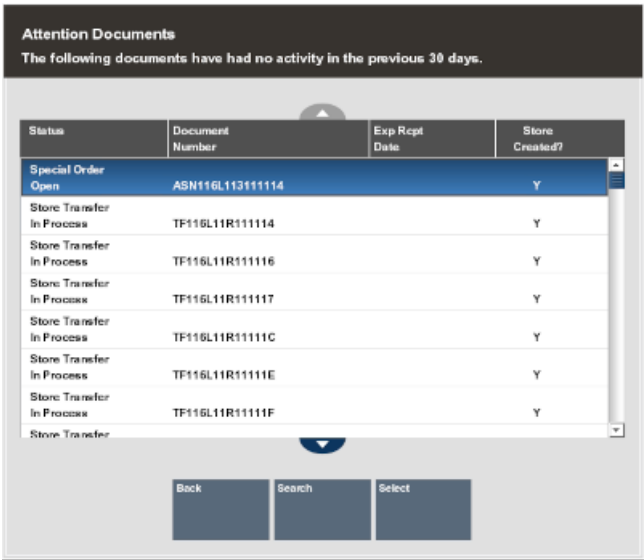 Attention Documents
The following documents have had no activity in the previous 30 days.
Status Document Number Exp Rcpt Date Store Created?
Special Order
Open ASN116L113111114 Y
Store Transfer
In Process TF116L11R111114 Y
Store Transfer
In Process TF116L11R111116 Y
Store Transfer
In Process TF116L11R111117 Y
Store Transfer
In Process TF116L11R11111C Y
Store Transfer
In Process TF116L11R11111E Y
Store Transfer
In Process TF116L11R11111F Y
Store Transfer
Back Search Select